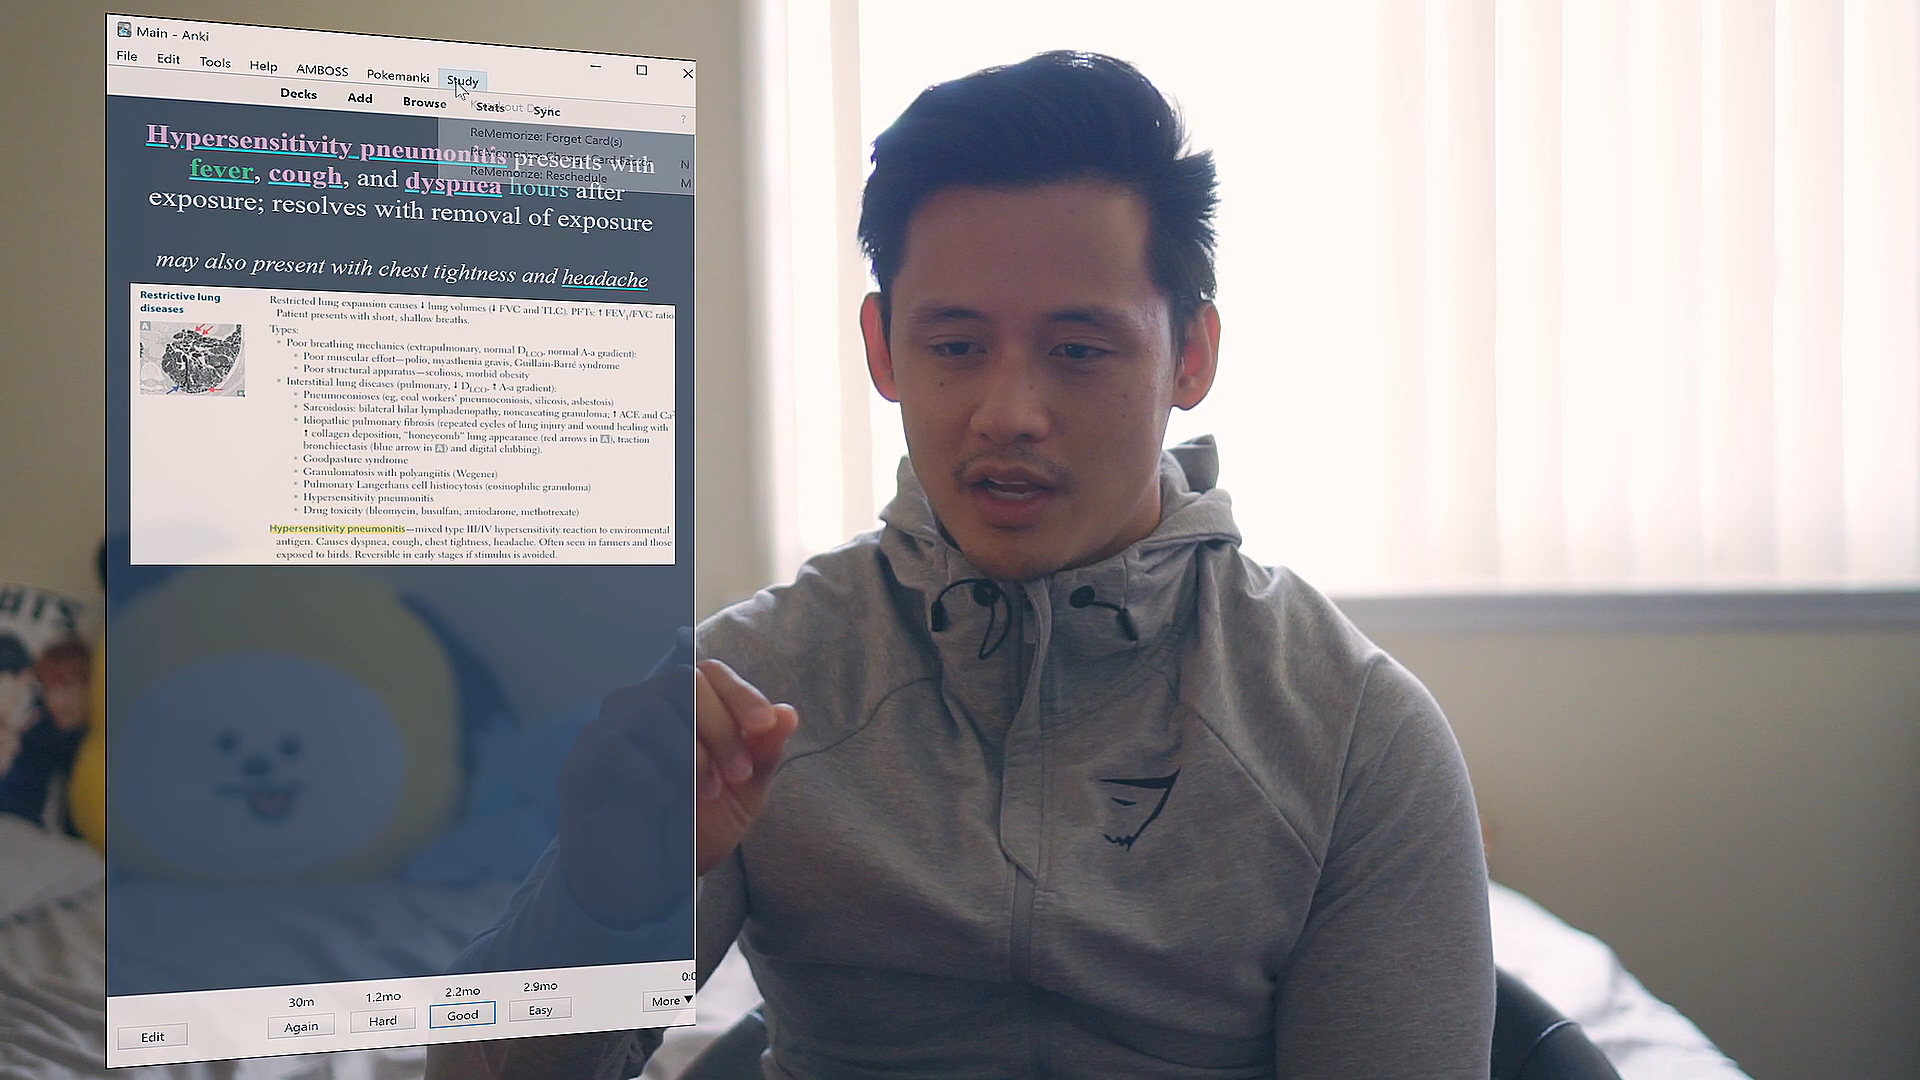 Main - Anki
File Edit Tools Help AMBOSS Pokemanki Study
Decks Add Browse Stats Sync
?
ReMemorize: Forget Card(s)
N
ReMemorize: Reschedule
M
Hypersensitivity pneumonitis presents with
fever, cough, and dyspnea hours after
exposure; resolves with removal of exposure
may also present with chest tightness and headache
Restrictive lung
diseases
A
Restricted lung expansion causes ↓ lung volumes (↓ FVC and TLC). PFTs: ↑ FEV1/FVC ratio
Patient presents with short, shallow breaths.
Types:
• Poor breathing mechanics (extrapulmonary, normal DLCO, normal A-a gradient):
• Poor muscular effort—polio, myasthenia gravis, Guillain-Barré syndrome
• Poor structural apparatus—scoliosis, morbid obesity
• Interstitial lung diseases (pulmonary, ↓ DLCO, ↑ A-a gradient):
• Pneumoconioses (eg, coal workers' pneumoconiosis, silicosis, asbestosis)
• Sarcoidosis: bilateral hilar lymphadenopathy, noncaseating granuloma; ↑ ACE and Ca2
• Idiopathic pulmonary fibrosis (repeated cycles of lung injury and wound healing with
↑ collagen deposition, "honeycomb" lung appearance (red arrows in A), traction
bronchiectasis (blue arrow in A) and digital clubbing).
• Goodpasture syndrome
• Granulomatosis with polyangiitis (Wegener)
• Pulmonary Langerhans cell histiocytosis (eosinophilic granuloma)
• Hypersensitivity pneumonitis
• Drug toxicity (bleomycin, busulfan, amiodarone, methotrexate)
Hypersensitivity pneumonitis—mixed type III/IV hypersensitivity reaction to environmental
antigen. Causes dyspnea, cough, chest tightness, headache. Often seen in farmers and those
exposed to birds. Reversible in early stages if stimulus is avoided.
BTS
30m 1.2mo 2.2mo 2.9mo 0:0
Edit Again Hard Good Easy More ▼